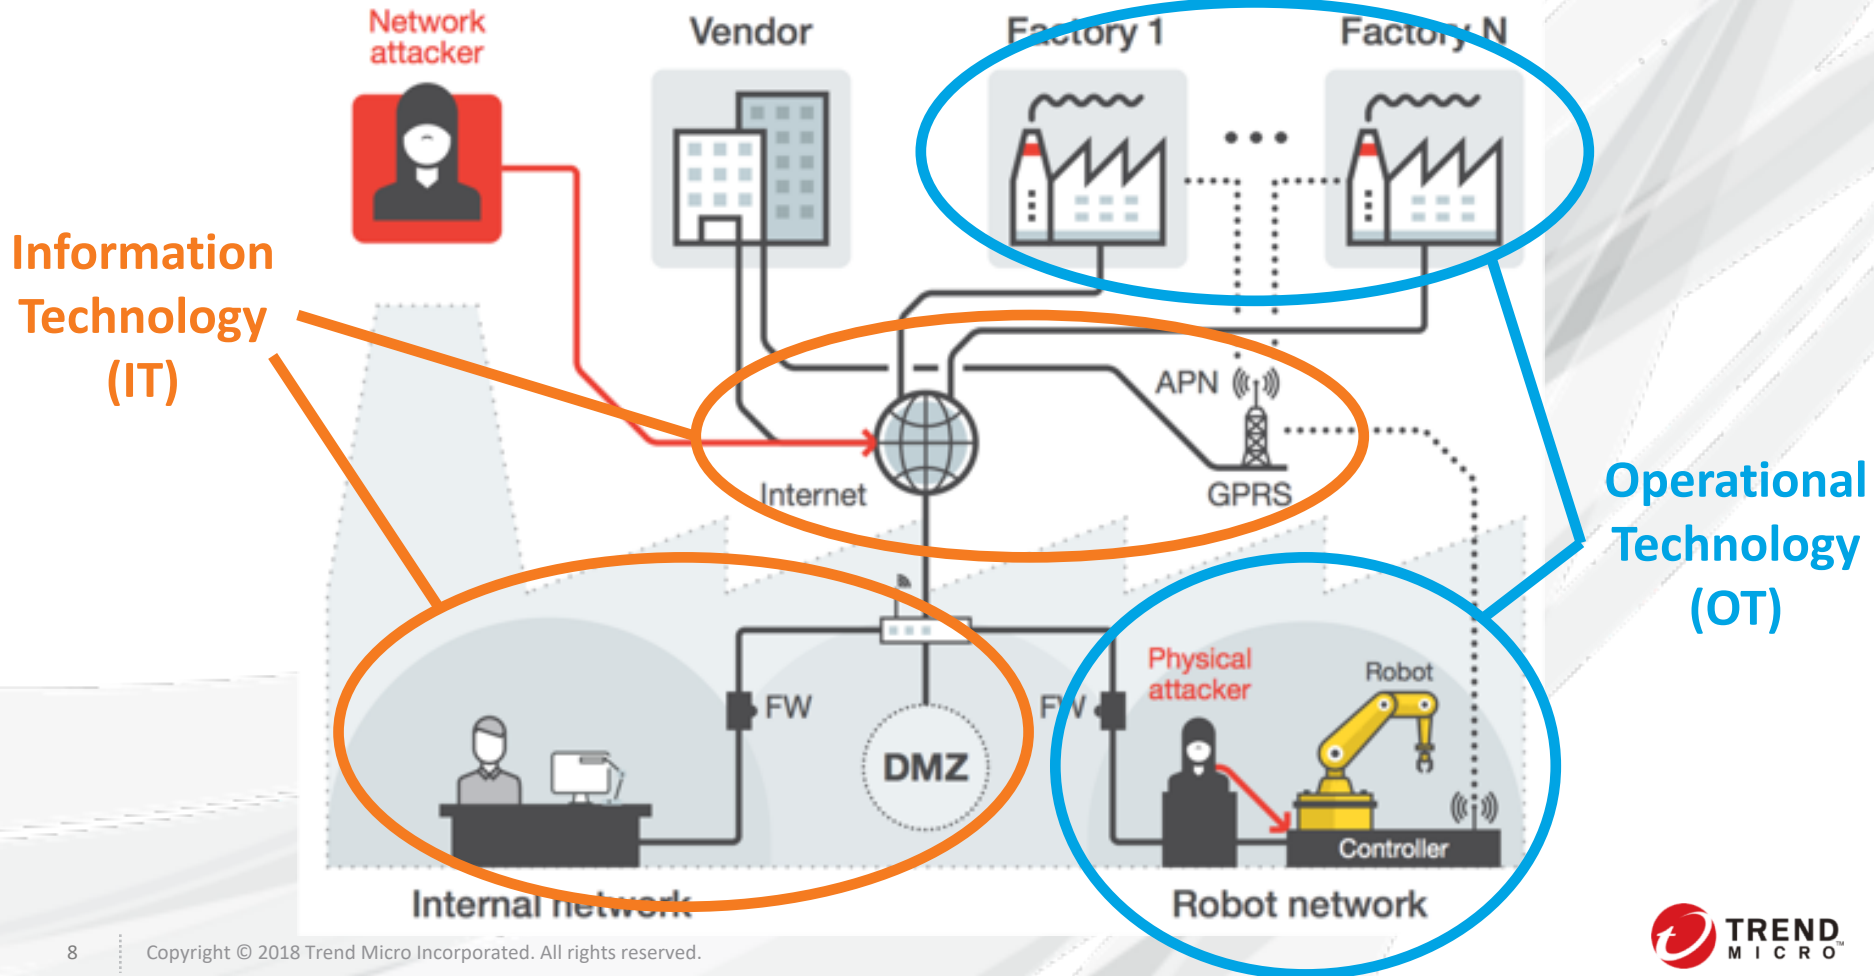 Network
attacker
Vendor
Factory 1
Factory N
Information
Technology
(IT)
APN
Internet
GPRS
Operational
Technology
(OT)
Physical
attacker
Robot
FW
FW
DMZ
Controller
Internal network
Robot network
8
Copyright © 2018 Trend Micro Incorporated. All rights reserved.
TREND
MICRO™